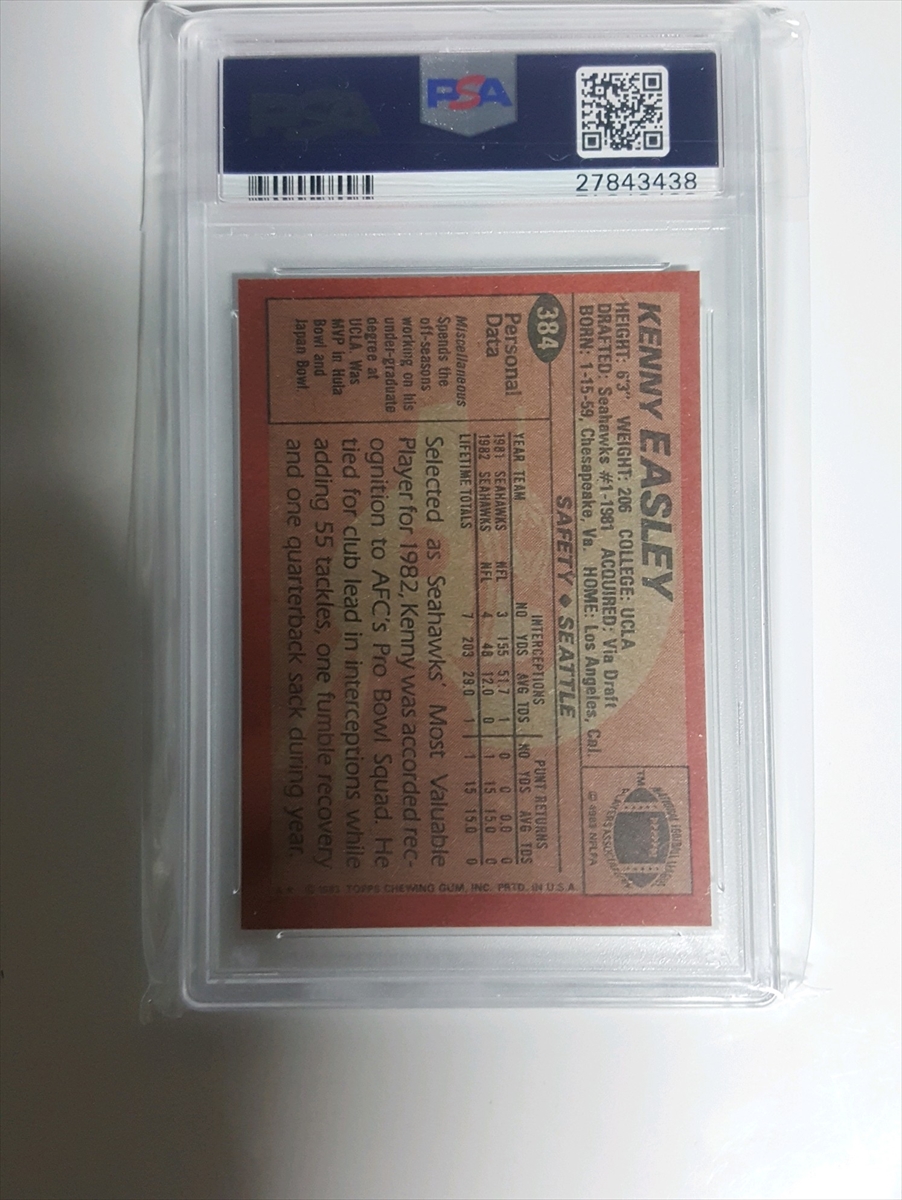 PSA
PSA
27843438
384
KENNY EASLEY
HEIGHT: 6'3" WEIGHT: 206 COLLEGE: UCLA
DRAFTED: Seahawks #1-1981 ACQUIRED: Via Draft
BORN: 1-15-59, Chesapeake, Va. HOME: Los Angeles, Cal.
SAFETY ◆ SEATTLE
TM
NATIONAL FOOTBALL LEAGUE
PLAYERS ASSOCIATION
© 1983 NFLPA
Personal
Data
Miscellaneous
Spends the
off-seasons
working on his
under-graduate
degree at
UCLA. Was
MVP in Hula
Bowl and
Japan Bowl.
INTERCEPTIONS PUNT RETURNS
YEAR TEAM NO YDS AVG TDS NO YDS AVG TDS
1981 SEAHAWKS NFL 3 155 51.7 1 0 0 0.0 0
1982 SEAHAWKS NFL 4 48 12.0 0 1 15 15.0 0
LIFETIME TOTALS 7 203 29.0 1 1 15 15.0 0
Selected as Seahawks' Most Valuable
Player for 1982, Kenny was accorded rec-
ognition to AFC's Pro Bowl Squad. He
tied for club lead in interceptions while
adding 55 tackles, one fumble recovery
and one quarterback sack during year.
© 1983 TOPPS CHEWING GUM, INC. PRTD. IN U.S.A.